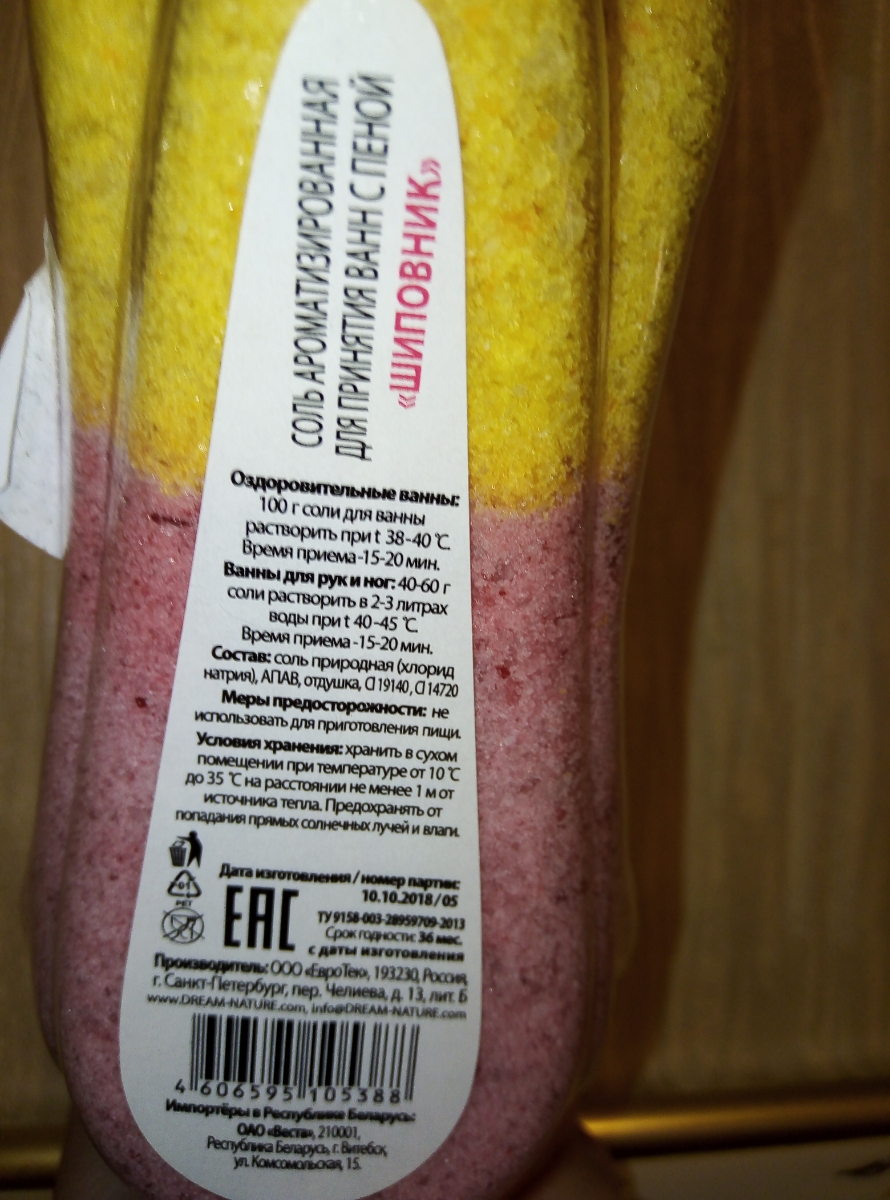 СОЛЬ АРОМАТИЗИРОВАННАЯ
ДЛЯ ПРИНЯТИЯ ВАНН С ПЕНОЙ
«ШИПОВНИК»
Оздоровительные ванны:
100 г соли для ванны
растворить при t 38-40 °С.
Время приема -15-20 мин.
Ванны для рук и ног: 40-60 г
соли растворить в 2-3 литрах
воды при t 40-45 °С.
Время приема -15-20 мин.
Состав: соль природная (хлорид
натрия), АПАВ, отдушка, CI 19140, CI 14720
Меры предосторожности: не
использовать для приготовления пищи.
Условия хранения: хранить в сухом
помещении при температуре от 10 °С
до 35 °С на расстоянии не менее 1 м от
источника тепла. Предохранять от
попадания прямых солнечных лучей и влаги.
01
PET
EAC
Дата изготовления / номер партии:
10.10.2018 / 05
ТУ 9158-003-28959709-2013
Срок годности: 36 мес.
с даты изготовления
Производитель: ООО «ЕвроТек», 193230, Россия,
г. Санкт-Петербург, пер. Челиева, д. 13, лит. Б
www.DREAM-NATURE.com, info@DREAM-NATURE.com
4 606595 105388
Импортёры в Республике Беларусь:
ОАО «Веста», 210001,
Республика Беларусь, г. Витебск,
ул. Комсомольская, 15.